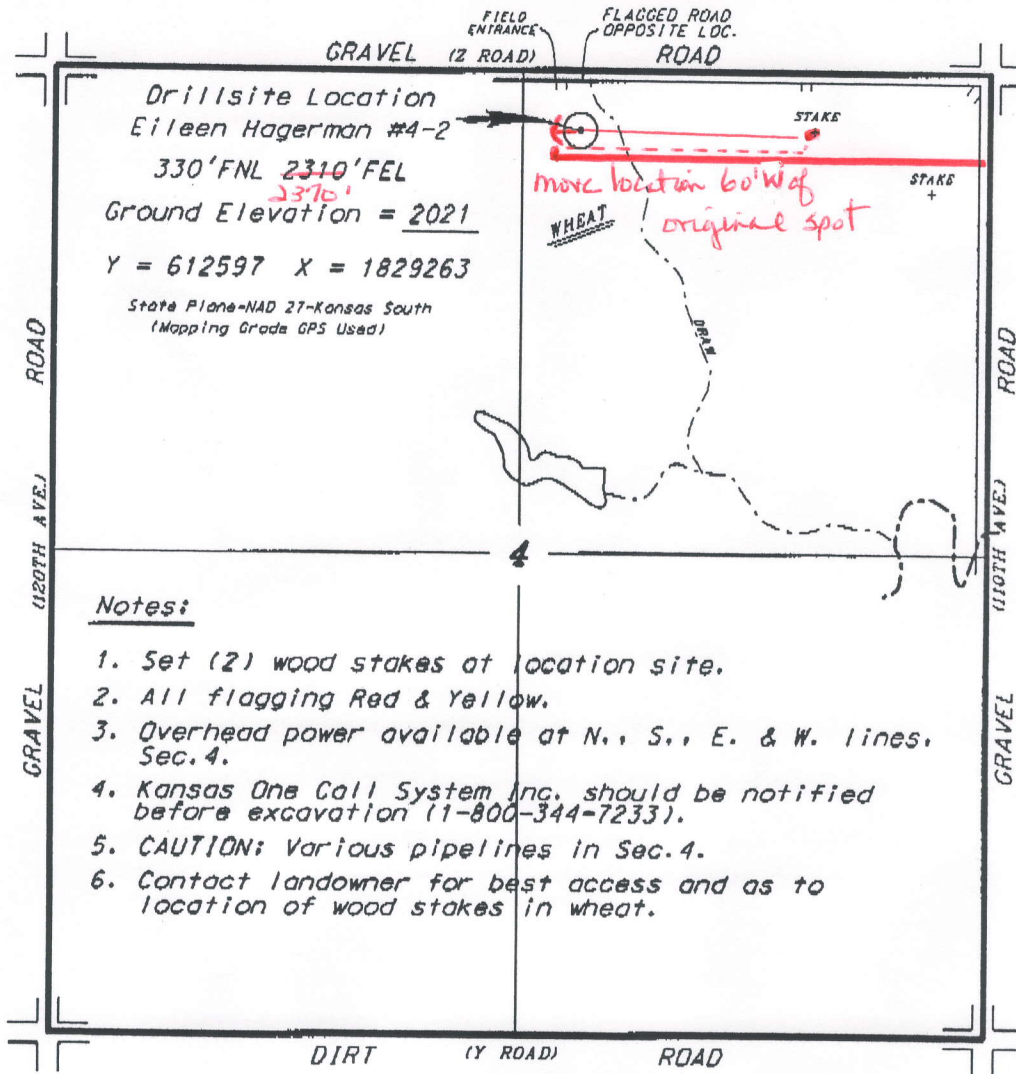 FIELD ENTRANCE
FLAGGED ROAD OPPOSITE LOC.
GRAVEL (Z ROAD) ROAD
Drillsite Location
Eileen Hagerman #4-2
330'FNL 2310'FEL
2370'
Ground Elevation = 2021
Y = 612597 X = 1829263
State Plane-NAD 27-Kansas South
(Mapping Grade GPS Used)
STAKE
STAKE
move location 60'W of
original spot
WHEAT
DRAW
GRAVEL (120TH AVE.) ROAD
GRAVEL (110TH AVE.) ROAD
4
Notes:
1. Set (2) wood stakes at location site.
2. All flagging Red & Yellow.
3. Overhead power available at N., S., E. & W. lines,
Sec. 4.
4. Kansas One Call System Inc. should be notified
before excavation (1-800-344-7233).
5. CAUTION: Various pipelines in Sec. 4.
6. Contact landowner for best access and as to
location of wood stakes in wheat.
DIRT (Y ROAD) ROAD